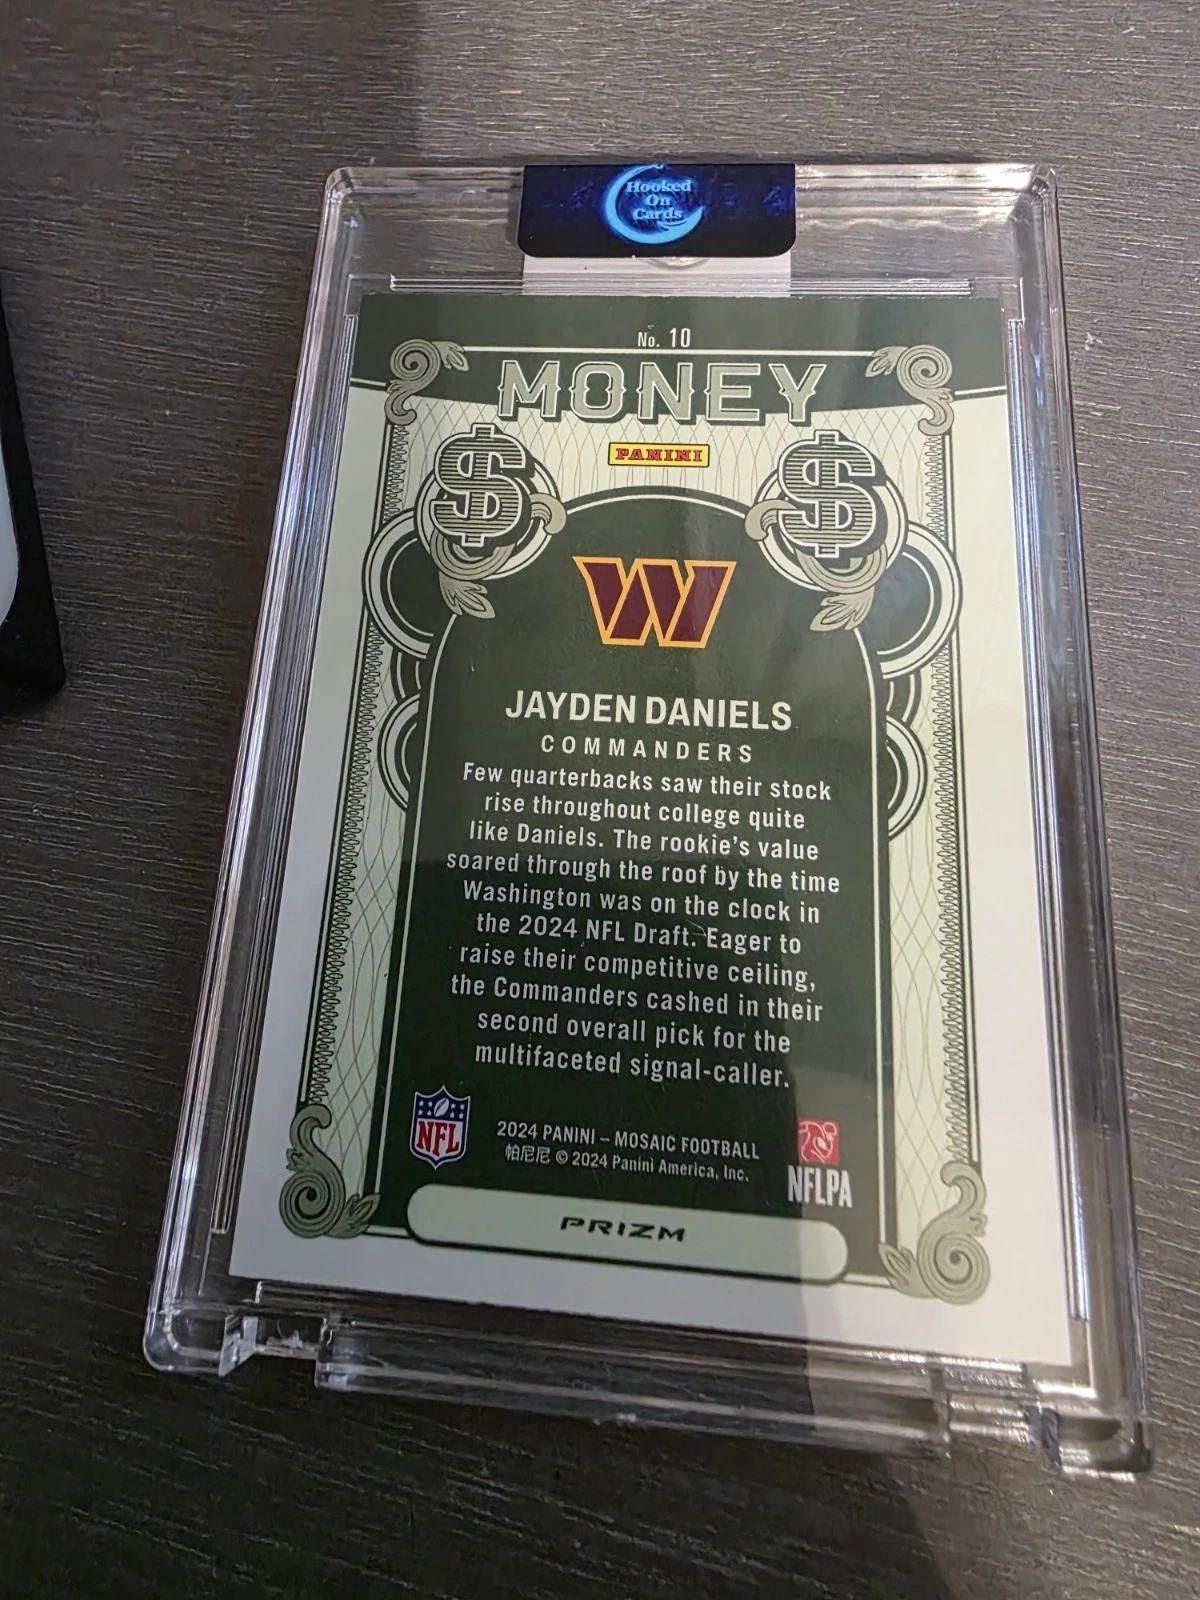 Hooked
On
Cards
No. 10
MONEY
PANINI
$ $
W
JAYDEN DANIELS
COMMANDERS
Few quarterbacks saw their stock
rise throughout college quite
like Daniels. The rookie's value
soared through the roof by the time
Washington was on the clock in
the 2024 NFL Draft. Eager to
raise their competitive ceiling,
the Commanders cashed in their
second overall pick for the
multifaceted signal-caller.
NFL
2024 PANINI – MOSAIC FOOTBALL
帕尼尼 © 2024 Panini America, Inc.
NFLPA
PRIZM